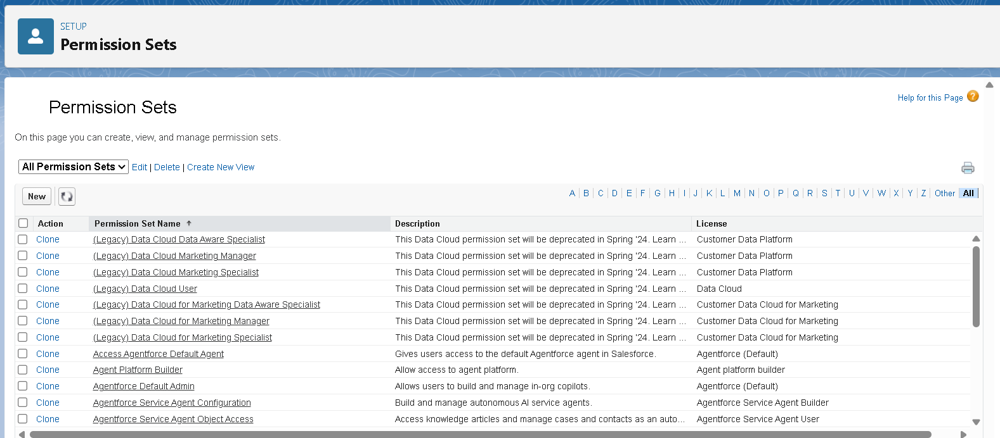 SETUP
Permission Sets
Help for this Page
Permission Sets
On this page you can create, view, and manage permission sets.
All Permission Sets Edit | Delete | Create New View
New A B C D E F G H I J K L M N O P Q R S T U V W X Y Z Other All
Action Permission Set Name ↑ Description License
Clone (Legacy) Data Cloud Data Aware Specialist This Data Cloud permission set will be deprecated in Spring '24. Learn ... Customer Data Platform
Clone (Legacy) Data Cloud Marketing Manager This Data Cloud permission set will be deprecated in Spring '24. Learn ... Customer Data Platform
Clone (Legacy) Data Cloud Marketing Specialist This Data Cloud permission set will be deprecated in Spring '24. Learn ... Customer Data Platform
Clone (Legacy) Data Cloud User This Data Cloud permission set will be deprecated in Spring '24. Learn ... Data Cloud
Clone (Legacy) Data Cloud for Marketing Data Aware Specialist This Data Cloud permission set will be deprecated in Spring '24. Learn ... Customer Data Cloud for Marketing
Clone (Legacy) Data Cloud for Marketing Manager This Data Cloud permission set will be deprecated in Spring '24. Learn ... Customer Data Cloud for Marketing
Clone (Legacy) Data Cloud for Marketing Specialist This Data Cloud permission set will be deprecated in Spring '24. Learn ... Customer Data Cloud for Marketing
Clone Access Agentforce Default Agent Gives users access to the default Agentforce agent in Salesforce. Agentforce (Default)
Clone Agent Platform Builder Allow access to agent platform. Agent platform builder
Clone Agentforce Default Admin Allows users to build and manage in-org copilots. Agentforce (Default)
Clone Agentforce Service Agent Configuration Build and manage autonomous AI service agents. Agentforce Service Agent Builder
Clone Agentforce Service Agent Object Access Access knowledge articles and manage cases and contacts as an auto... Agentforce Service Agent User